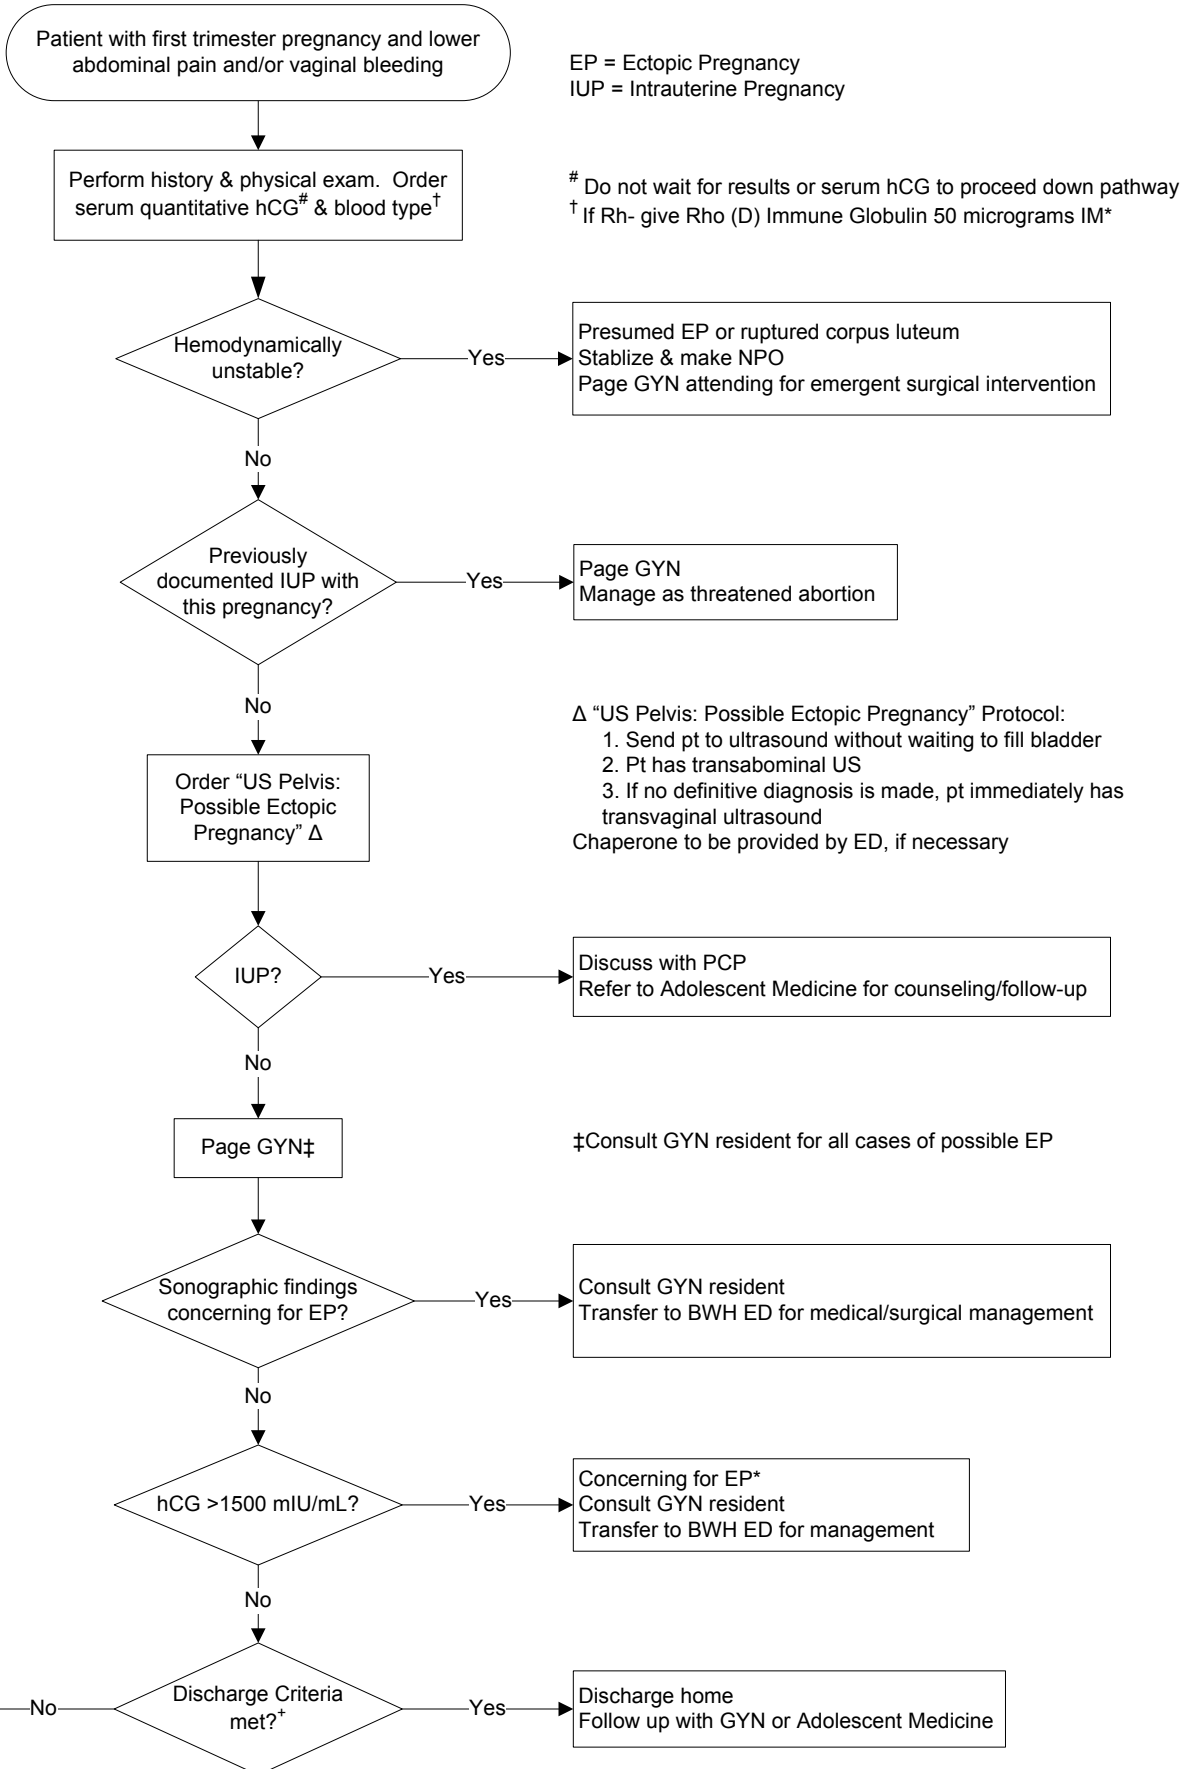 Patient with first trimester pregnancy and lower
abdominal pain and/or vaginal bleeding
EP = Ectopic Pregnancy
IUP = Intrauterine Pregnancy
Perform history & physical exam.  Order
serum quantitative hCG# & blood type†
# Do not wait for results or serum hCG to proceed down pathway
† If Rh- give Rho (D) Immune Globulin 50 micrograms IM*
Hemodynamically
unstable?
Yes
Presumed EP or ruptured corpus luteum
Stablize & make NPO
Page GYN attending for emergent surgical intervention
No
Previously
documented IUP with
this pregnancy?
Yes
Page GYN
Manage as threatened abortion
No
Order “US Pelvis:
Possible Ectopic
Pregnancy” Δ
Δ “US Pelvis: Possible Ectopic Pregnancy” Protocol:
1. Send pt to ultrasound without waiting to fill bladder
2. Pt has transabominal US
3. If no definitive diagnosis is made, pt immediately has
transvaginal ultrasound
Chaperone to be provided by ED, if necessary
IUP?
Yes
Discuss with PCP
Refer to Adolescent Medicine for counseling/follow-up
No
Page GYN‡
‡Consult GYN resident for all cases of possible EP
Sonographic findings
concerning for EP?
Yes
Consult GYN resident
Transfer to BWH ED for medical/surgical management
No
hCG >1500 mIU/mL?
Yes
Concerning for EP*
Consult GYN resident
Transfer to BWH ED for management
No
Discharge Criteria
met?+
No
Yes
Discharge home
Follow up with GYN or Adolescent Medicine